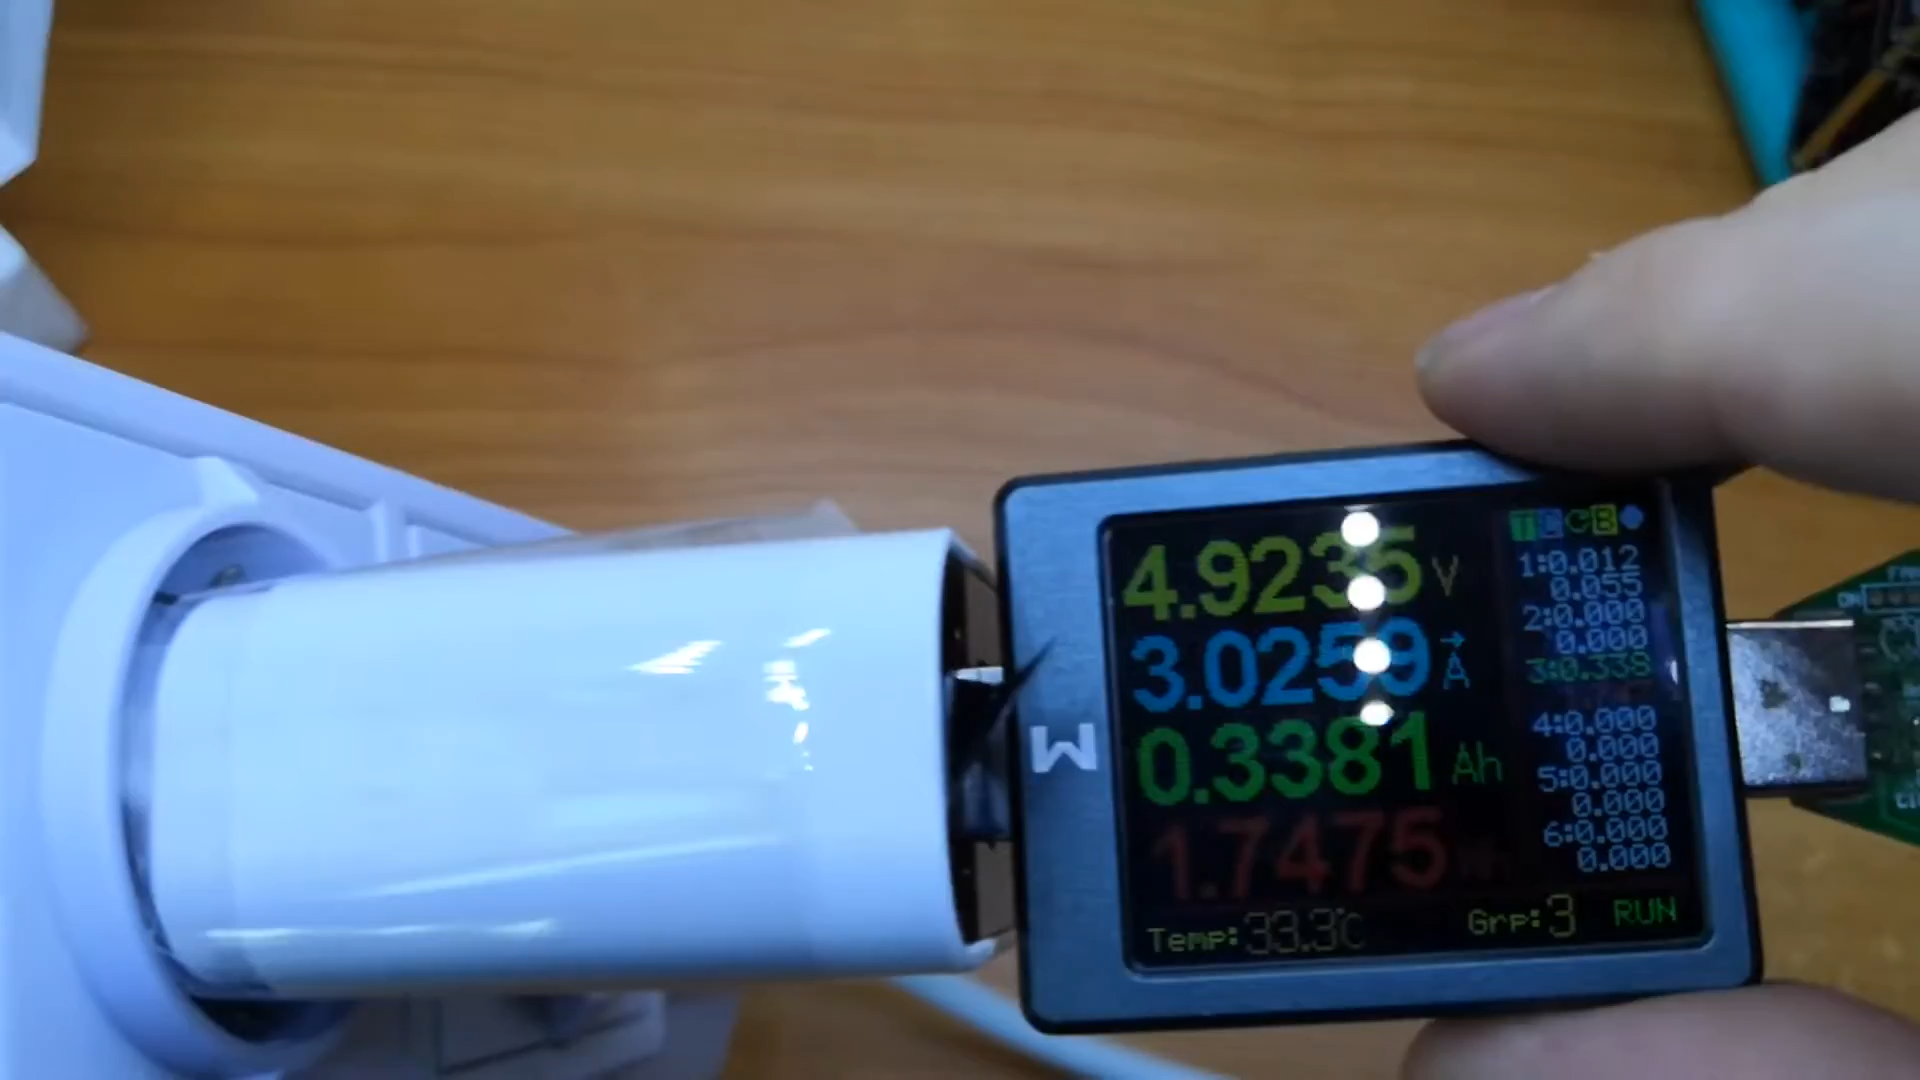 4.9235 V
3.0259 A
0.3381 Ah
1.7475 Wh
Temp:33.3℃
Grp:3 RUN
T C B
1:0.012
0.055
2:0.000
0.000
3:0.338
4:0.000
0.000
5:0.000
0.000
6:0.000
0.000